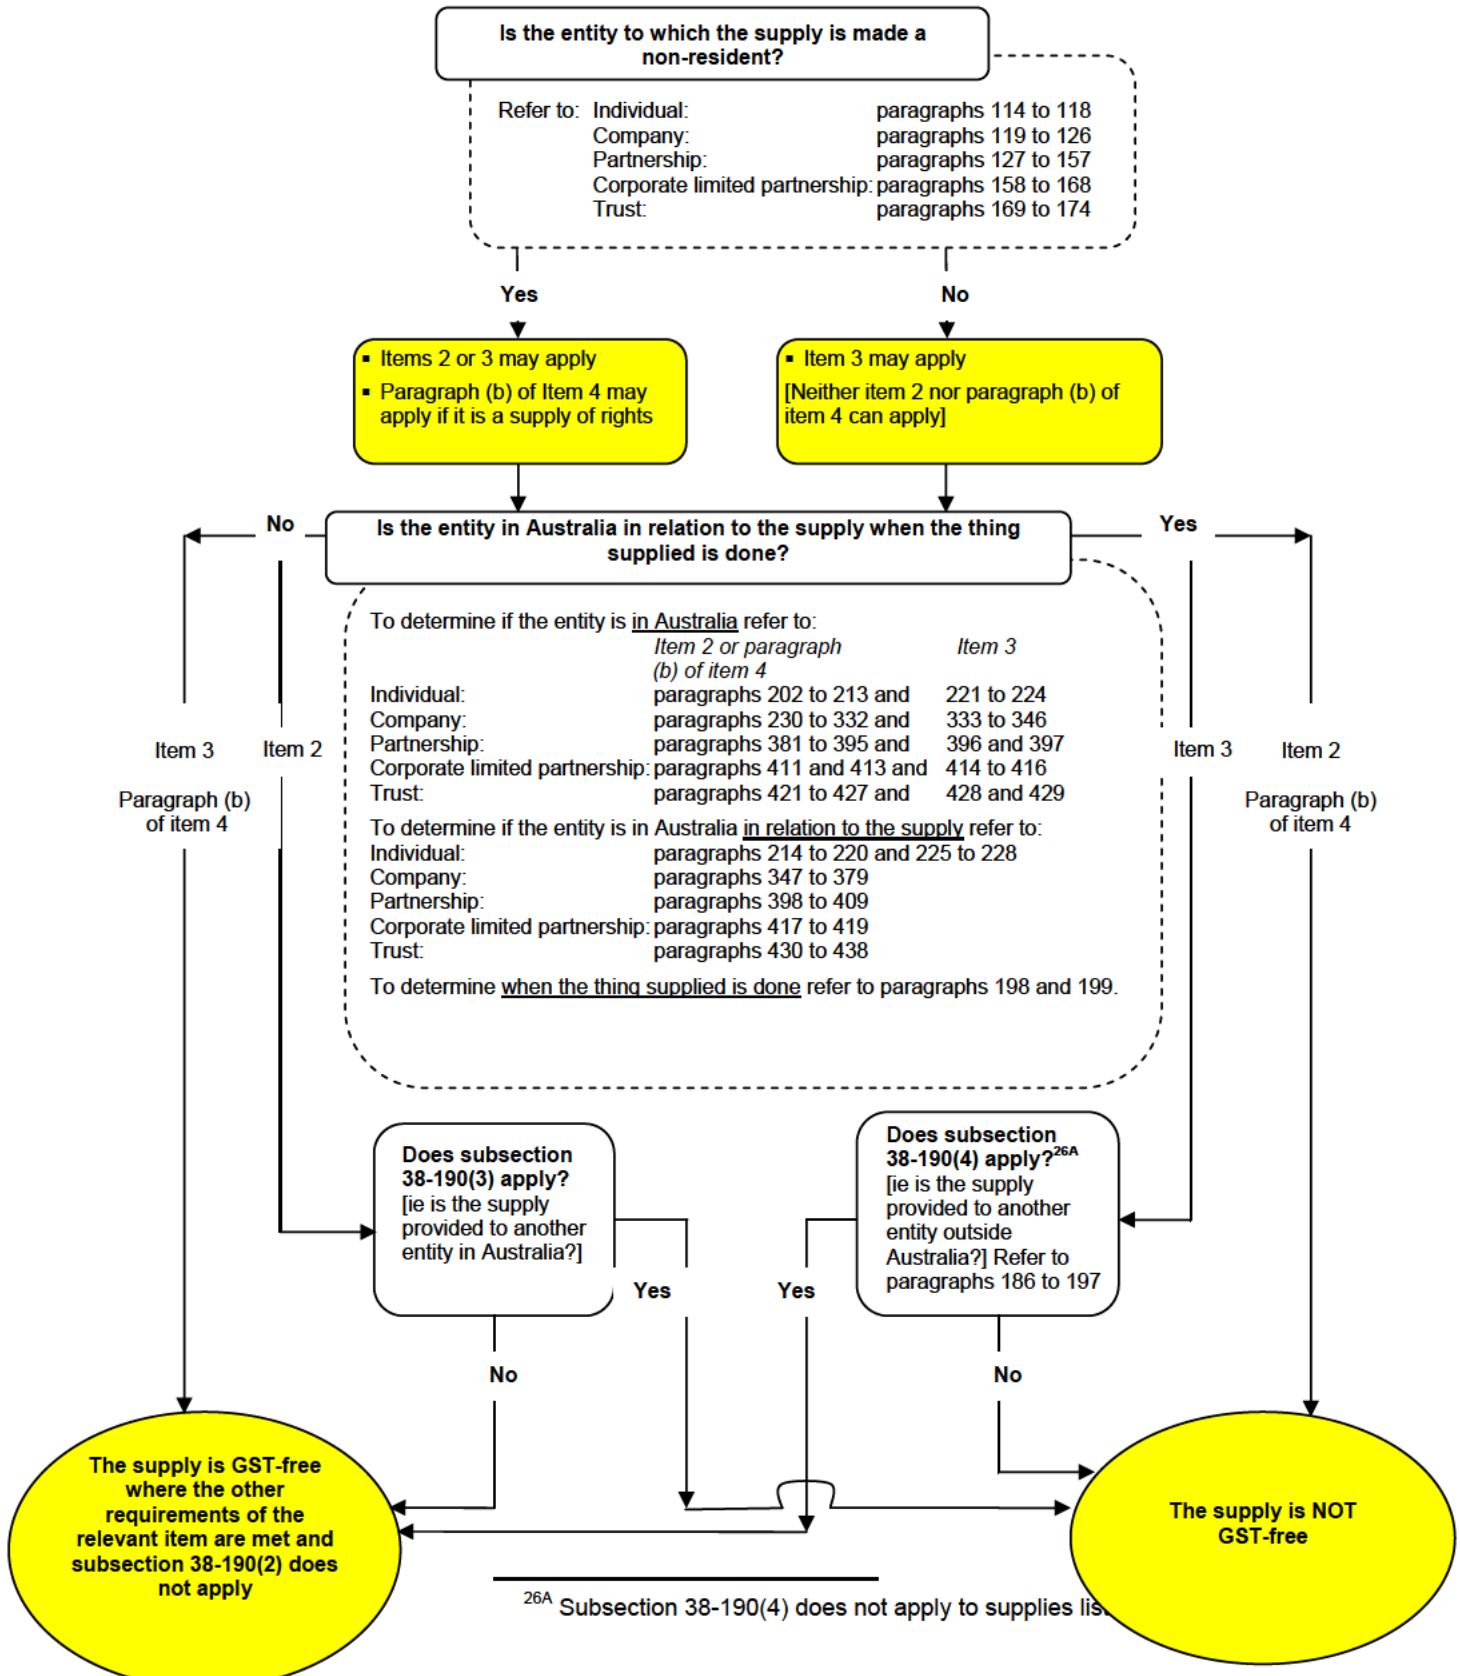 Is the entity to which the supply is made a
non-resident?
Refer to: Individual: paragraphs 114 to 118
Company: paragraphs 119 to 126
Partnership: paragraphs 127 to 157
Corporate limited partnership: paragraphs 158 to 168
Trust: paragraphs 169 to 174
Yes
No
▪ Items 2 or 3 may apply
▪ Paragraph (b) of Item 4 may
apply if it is a supply of rights
▪ Item 3 may apply
[Neither item 2 nor paragraph (b) of
item 4 can apply]
No
Is the entity in Australia in relation to the supply when the thing
supplied is done?
Yes
To determine if the entity is in Australia refer to:
Item 2 or paragraph Item 3
(b) of item 4
Individual: paragraphs 202 to 213 and 221 to 224
Company: paragraphs 230 to 332 and 333 to 346
Partnership: paragraphs 381 to 395 and 396 and 397
Corporate limited partnership: paragraphs 411 and 413 and 414 to 416
Trust: paragraphs 421 to 427 and 428 and 429
To determine if the entity is in Australia in relation to the supply refer to:
Individual: paragraphs 214 to 220 and 225 to 228
Company: paragraphs 347 to 379
Partnership: paragraphs 398 to 409
Corporate limited partnership: paragraphs 417 to 419
Trust: paragraphs 430 to 438
To determine when the thing supplied is done refer to paragraphs 198 and 199.
Item 3
Paragraph (b)
of item 4
Item 2
Item 3
Item 2
Paragraph (b)
of item 4
Does subsection
38-190(3) apply?
[ie is the supply
provided to another
entity in Australia?]
Does subsection
38-190(4) apply?26A
[ie is the supply
provided to another
entity outside
Australia?] Refer to
paragraphs 186 to 197
Yes
Yes
No
No
The supply is GST-free
where the other
requirements of the
relevant item are met and
subsection 38-190(2) does
not apply
The supply is NOT
GST-free
26A Subsection 38-190(4) does not apply to supplies